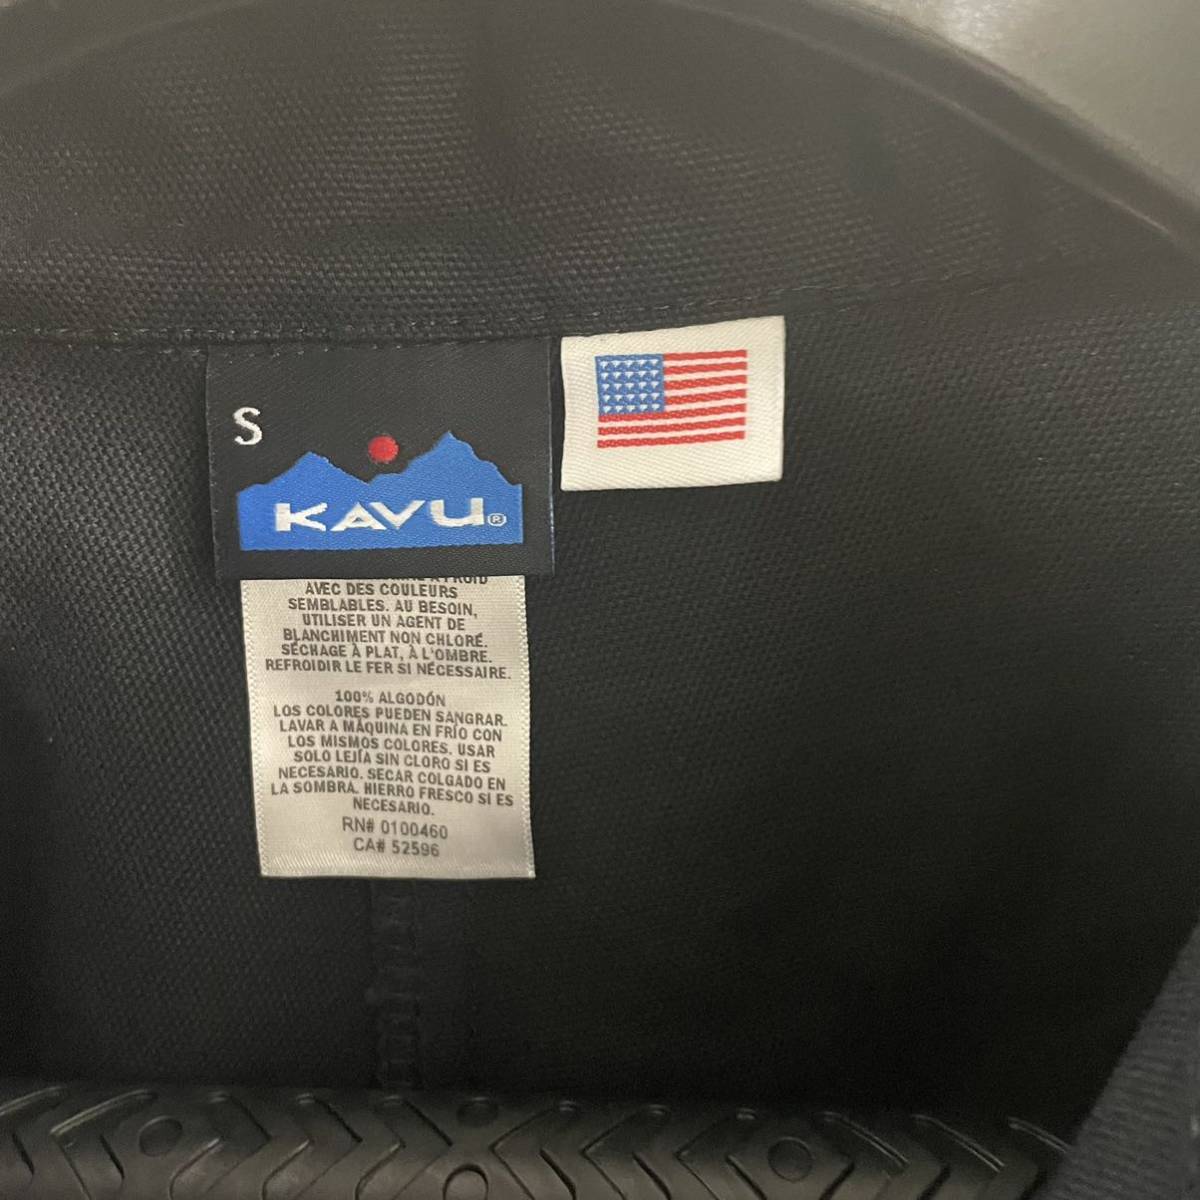 S
KAVU®
À FROID
AVEC DES COULEURS
SEMBLABLES. AU BESOIN,
UTILISER UN AGENT DE
BLANCHIMENT NON CHLORÉ.
SÉCHAGE À PLAT, À L'OMBRE.
REFROIDIR LE FER SI NÉCESSAIRE.
100% ALGODÓN
LOS COLORES PUEDEN SANGRAR.
LAVAR A MÁQUINA EN FRÍO CON
LOS MISMOS COLORES. USAR
SOLO LEJÍA SIN CLORO SI ES
NECESARIO. SECAR COLGADO EN
LA SOMBRA. HIERRO FRESCO SI ES
NECESARIO.
RN# 0100460
CA# 52596